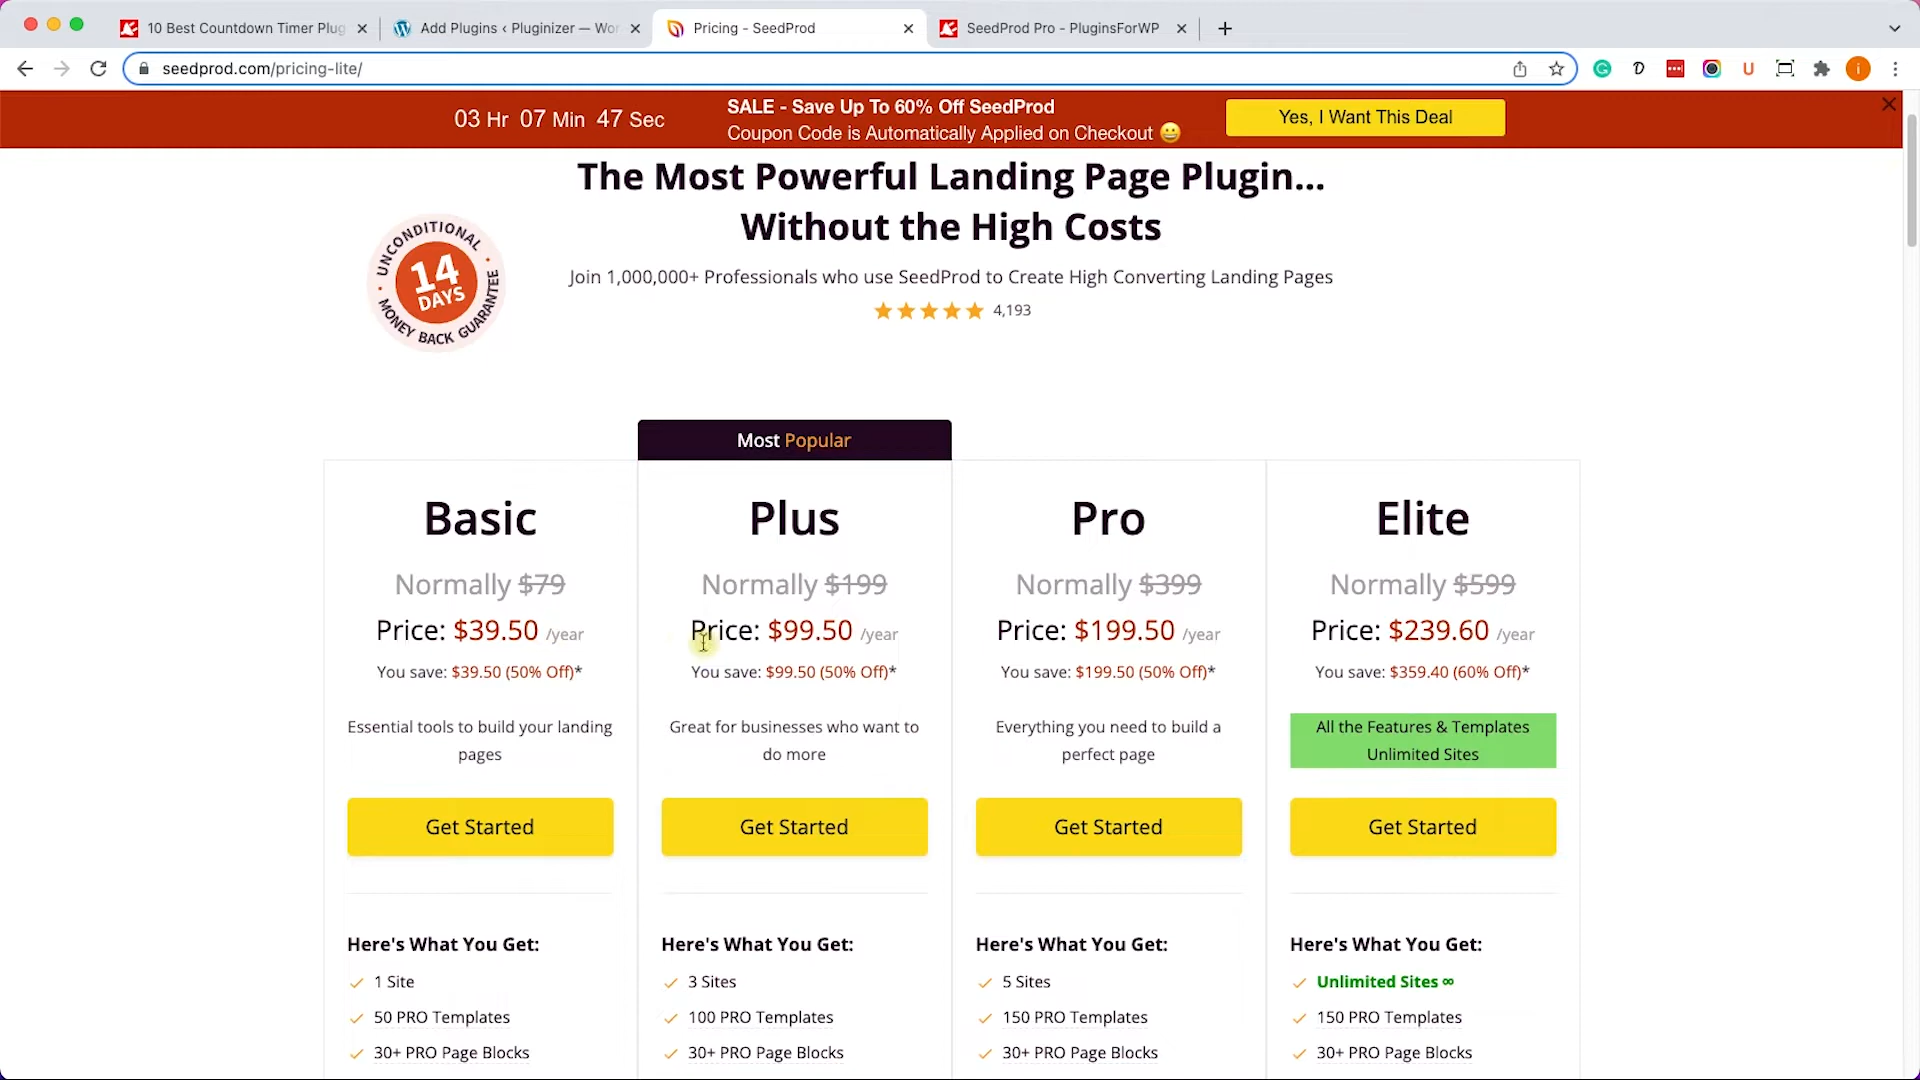 10 Best Countdown Timer Plug
Add Plugins ‹ Pluginizer — Wor
Pricing - SeedProd
SeedProd Pro - PluginsForWP
seedprod.com/pricing-lite/
03 Hr 07 Min 47 Sec
SALE - Save Up To 60% Off SeedProd
Coupon Code is Automatically Applied on Checkout 😀
Yes, I Want This Deal
The Most Powerful Landing Page Plugin...
Without the High Costs
UNCONDITIONAL
14
DAYS
MONEY BACK GUARANTEE
Join 1,000,000+ Professionals who use SeedProd to Create High Converting Landing Pages
4,193
Most Popular
Basic
Normally $79
Price: $39.50 /year
You save: $39.50 (50% Off)*
Essential tools to build your landing
pages
Get Started
Here's What You Get:
1 Site
50 PRO Templates
30+ PRO Page Blocks
Plus
Normally $199
Price: $99.50 /year
You save: $99.50 (50% Off)*
Great for businesses who want to
do more
Get Started
Here's What You Get:
3 Sites
100 PRO Templates
30+ PRO Page Blocks
Pro
Normally $399
Price: $199.50 /year
You save: $199.50 (50% Off)*
Everything you need to build a
perfect page
Get Started
Here's What You Get:
5 Sites
150 PRO Templates
30+ PRO Page Blocks
Elite
Normally $599
Price: $239.60 /year
You save: $359.40 (60% Off)*
All the Features & Templates
Unlimited Sites
Get Started
Here's What You Get:
Unlimited Sites ∞
150 PRO Templates
30+ PRO Page Blocks